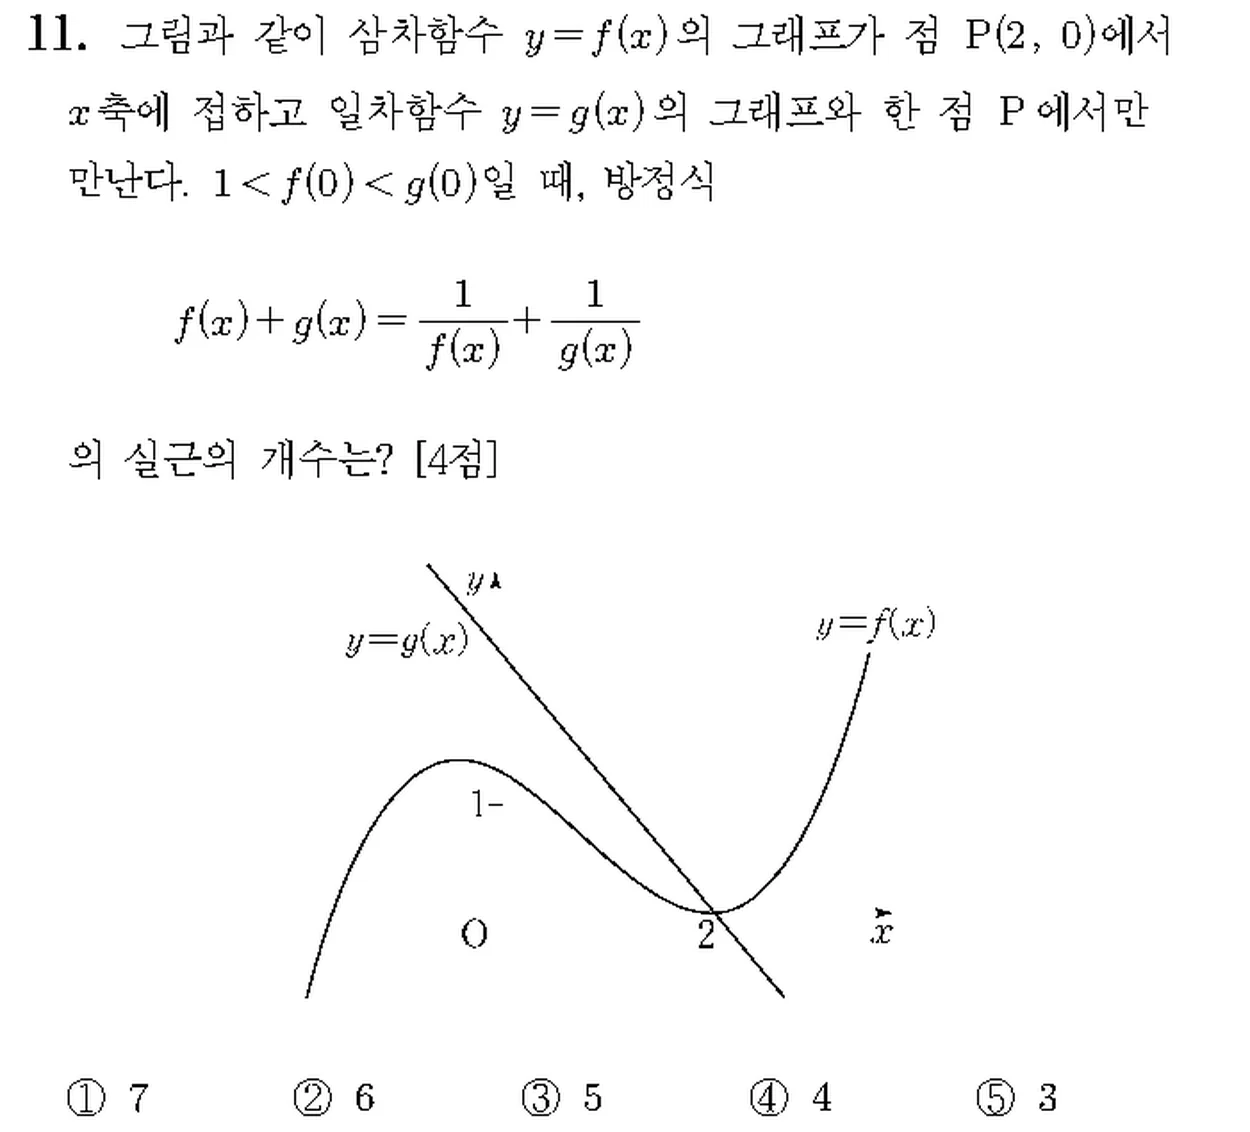 11. 그림과 같이 삼차함수 y=f(x)의 그래프가 점 P(2, 0)에서
x축에 접하고 일차함수 y=g(x)의 그래프와 한 점 P에서만
만난다. 1<f(0)<g(0)일 때, 방정식
f(x)+g(x)=1/f(x)+1/g(x)
의 실근의 개수는? [4점]
y
y=g(x)
y=f(x)
1
O
2
x
① 7 ② 6 ③ 5 ④ 4 ⑤ 3